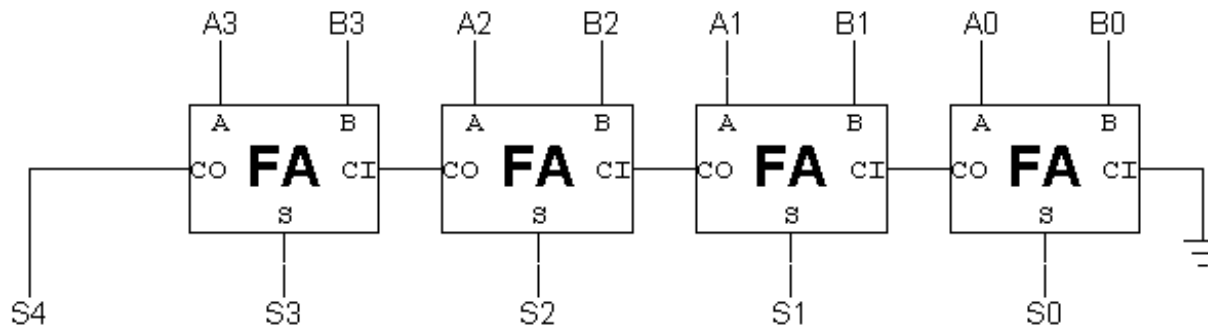 A3 B3 A2 B2 A1 B1 A0 B0
A B A B A B A B
CO FA CI CO FA CI CO FA CI CO FA CI
S S S S
S4 S3 S2 S1 S0